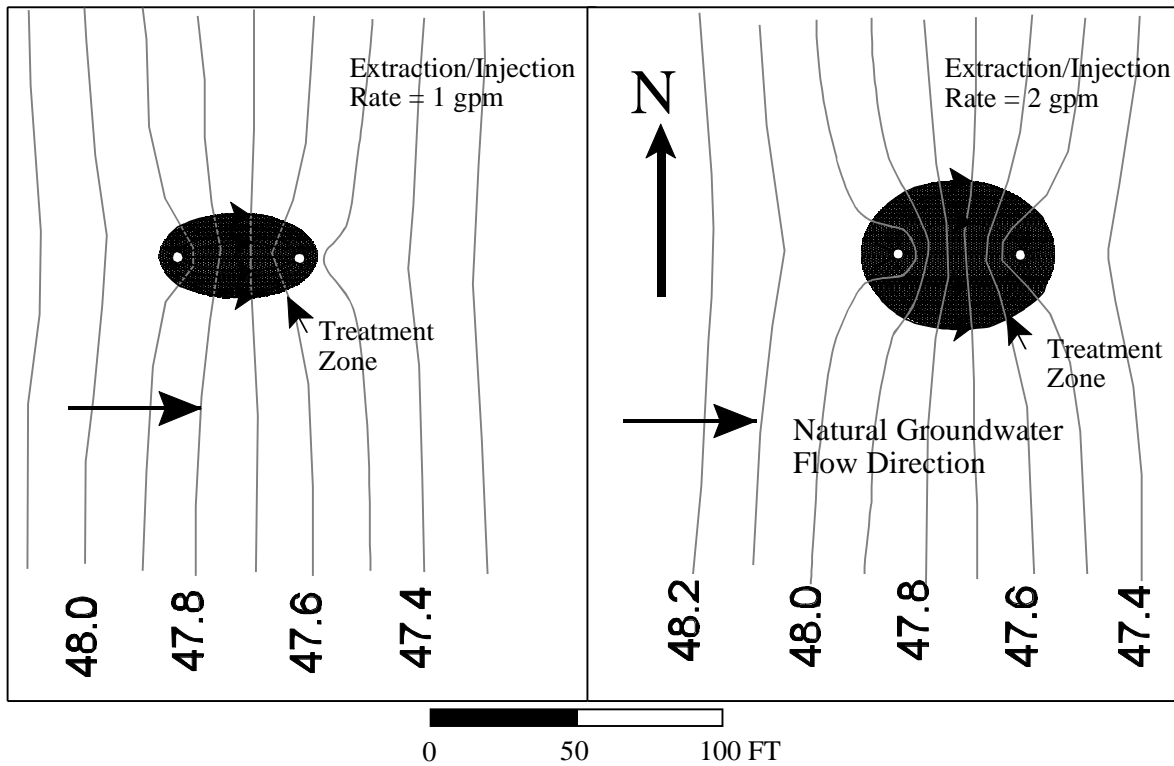 Extraction/Injection
Rate = 1 gpm
Treatment
Zone
48.0
47.8
47.6
47.4
Extraction/Injection
Rate = 2 gpm
N
Treatment
Zone
Natural Groundwater
Flow Direction
48.2
48.0
47.8
47.6
47.4
0 50 100 FT